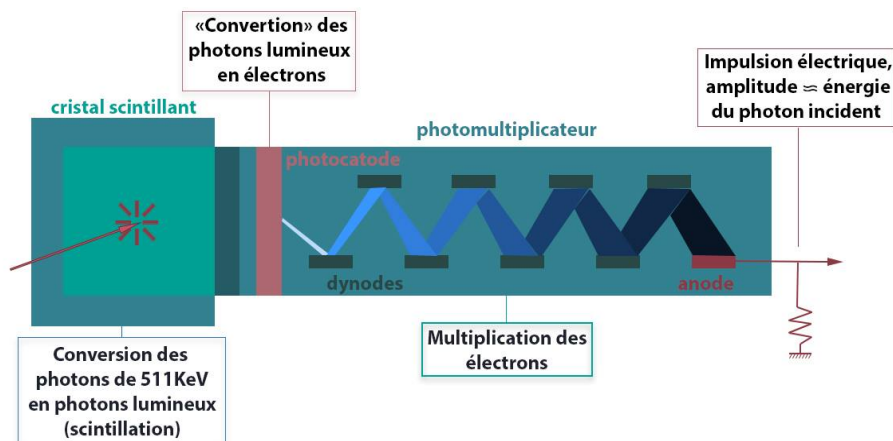 «Convertion» des
photons lumineux
en électrons
Impulsion électrique,
amplitude ≈ énergie
du photon incident
cristal scintillant
photomultiplicateur
photocatode
dynodes
anode
Conversion des
photons de 511KeV
en photons lumineux
(scintillation)
Multiplication des
électrons